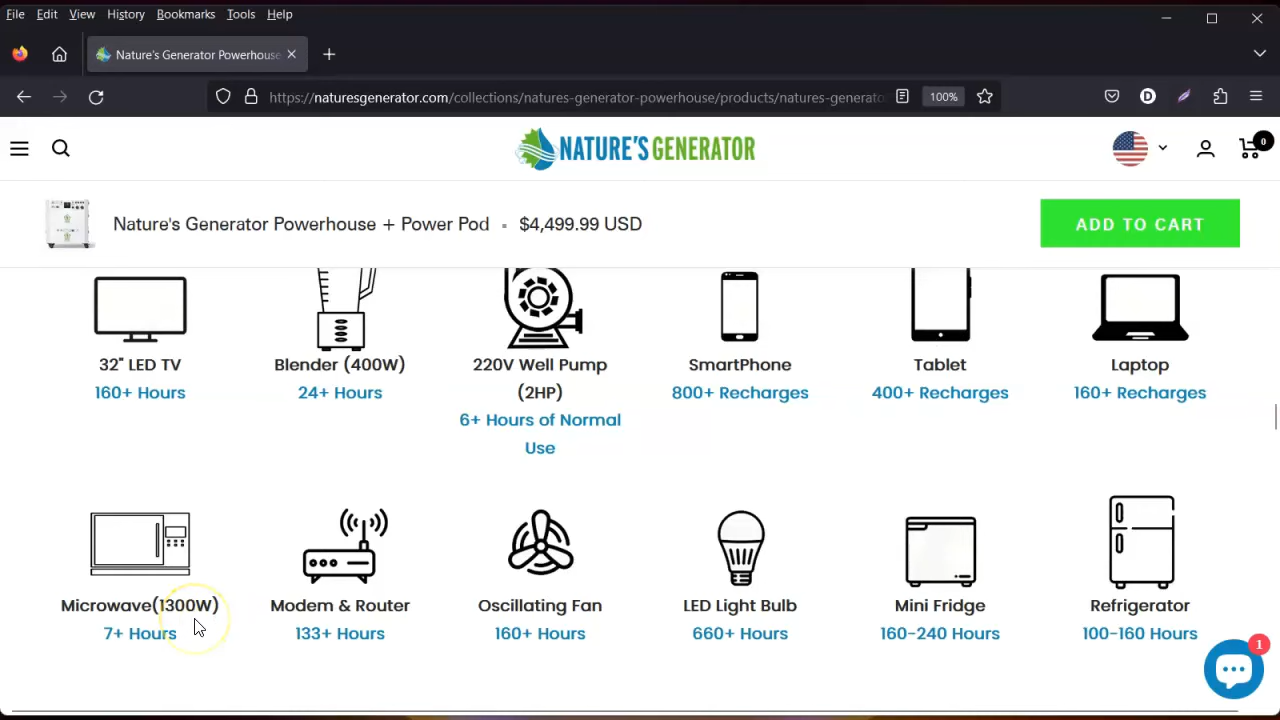 File Edit View History Bookmarks Tools Help
Nature's Generator Powerhouse
https://naturesgenerator.com/collections/natures-generator-powerhouse/products/natures-generato
100%
NATURE'S GENERATOR
0
Nature's Generator Powerhouse + Power Pod - $4,499.99 USD
ADD TO CART
32" LED TV
160+ Hours
Blender (400W)
24+ Hours
220V Well Pump
(2HP)
6+ Hours of Normal
Use
SmartPhone
800+ Recharges
Tablet
400+ Recharges
Laptop
160+ Recharges
Microwave(1300W)
7+ Hours
Modem & Router
133+ Hours
Oscillating Fan
160+ Hours
LED Light Bulb
660+ Hours
Mini Fridge
160-240 Hours
Refrigerator
100-160 Hours
1